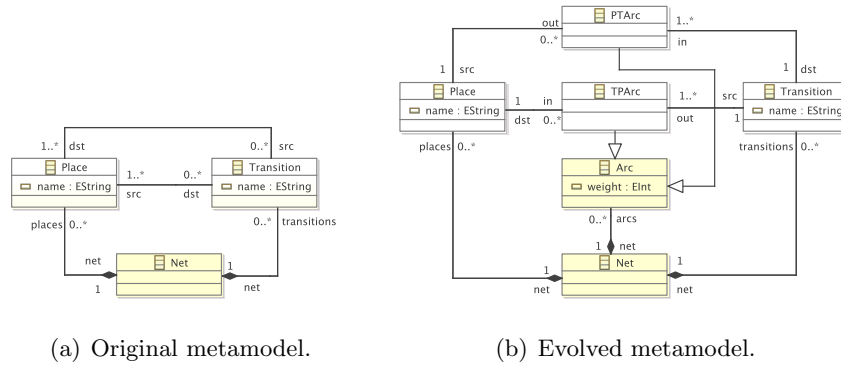 out
PTArc
1..*
0..*
in
1
src
1
dst
Place
name : EString
1
in
dst
0..*
TPArc
1..*
src
out
1
Transition
name : EString
places
0..*
transitions
0..*
Arc
weight : EInt
0..*
arcs
1
net
1
net
Net
1
net
1..*
dst
0..*
src
Place
name : EString
1..*
0..*
src
dst
Transition
name : EString
places
0..*
0..*
transitions
net
1
Net
1
net
(a) Original metamodel.
(b) Evolved metamodel.